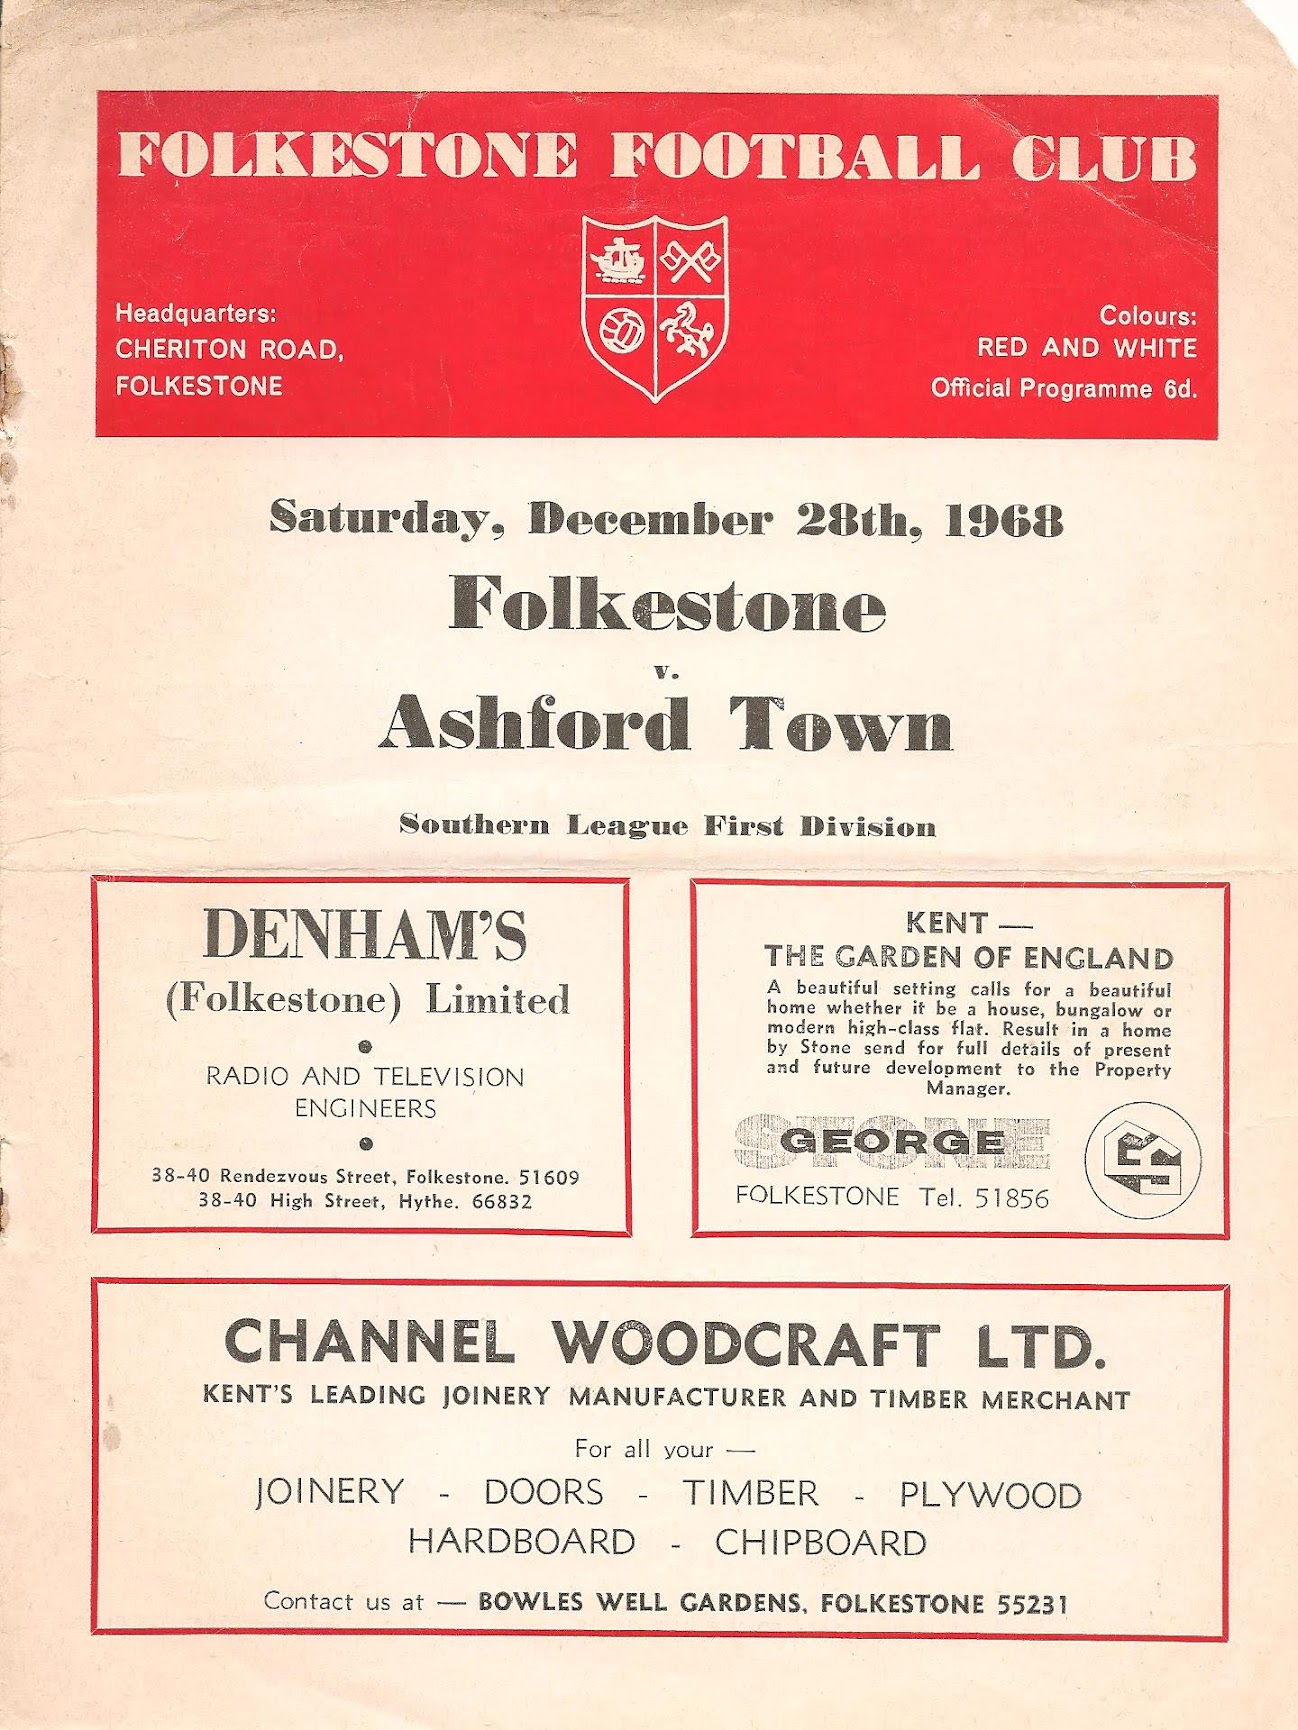 FOLKESTONE FOOTBALL CLUB
Headquarters:
CHERITON ROAD,
FOLKESTONE
Colours:
RED AND WHITE
Official Programme 6d.
Saturday, December 28th, 1968
Folkestone
v.
Ashford Town
Southern League First Division
DENHAM'S
(Folkestone) Limited
RADIO AND TELEVISION
ENGINEERS
38-40 Rendezvous Street, Folkestone. 51609
38-40 High Street, Hythe. 66832
KENT —
THE GARDEN OF ENGLAND
A beautiful setting calls for a beautiful
home whether it be a house, bungalow or
modern high-class flat. Result in a home
by Stone send for full details of present
and future development to the Property
Manager.
STONE
GEORGE
FOLKESTONE Tel. 51856
CHANNEL WOODCRAFT LTD.
KENT'S LEADING JOINERY MANUFACTURER AND TIMBER MERCHANT
For all your —
JOINERY - DOORS - TIMBER - PLYWOOD
HARDBOARD - CHIPBOARD
Contact us at — BOWLES WELL GARDENS, FOLKESTONE 55231